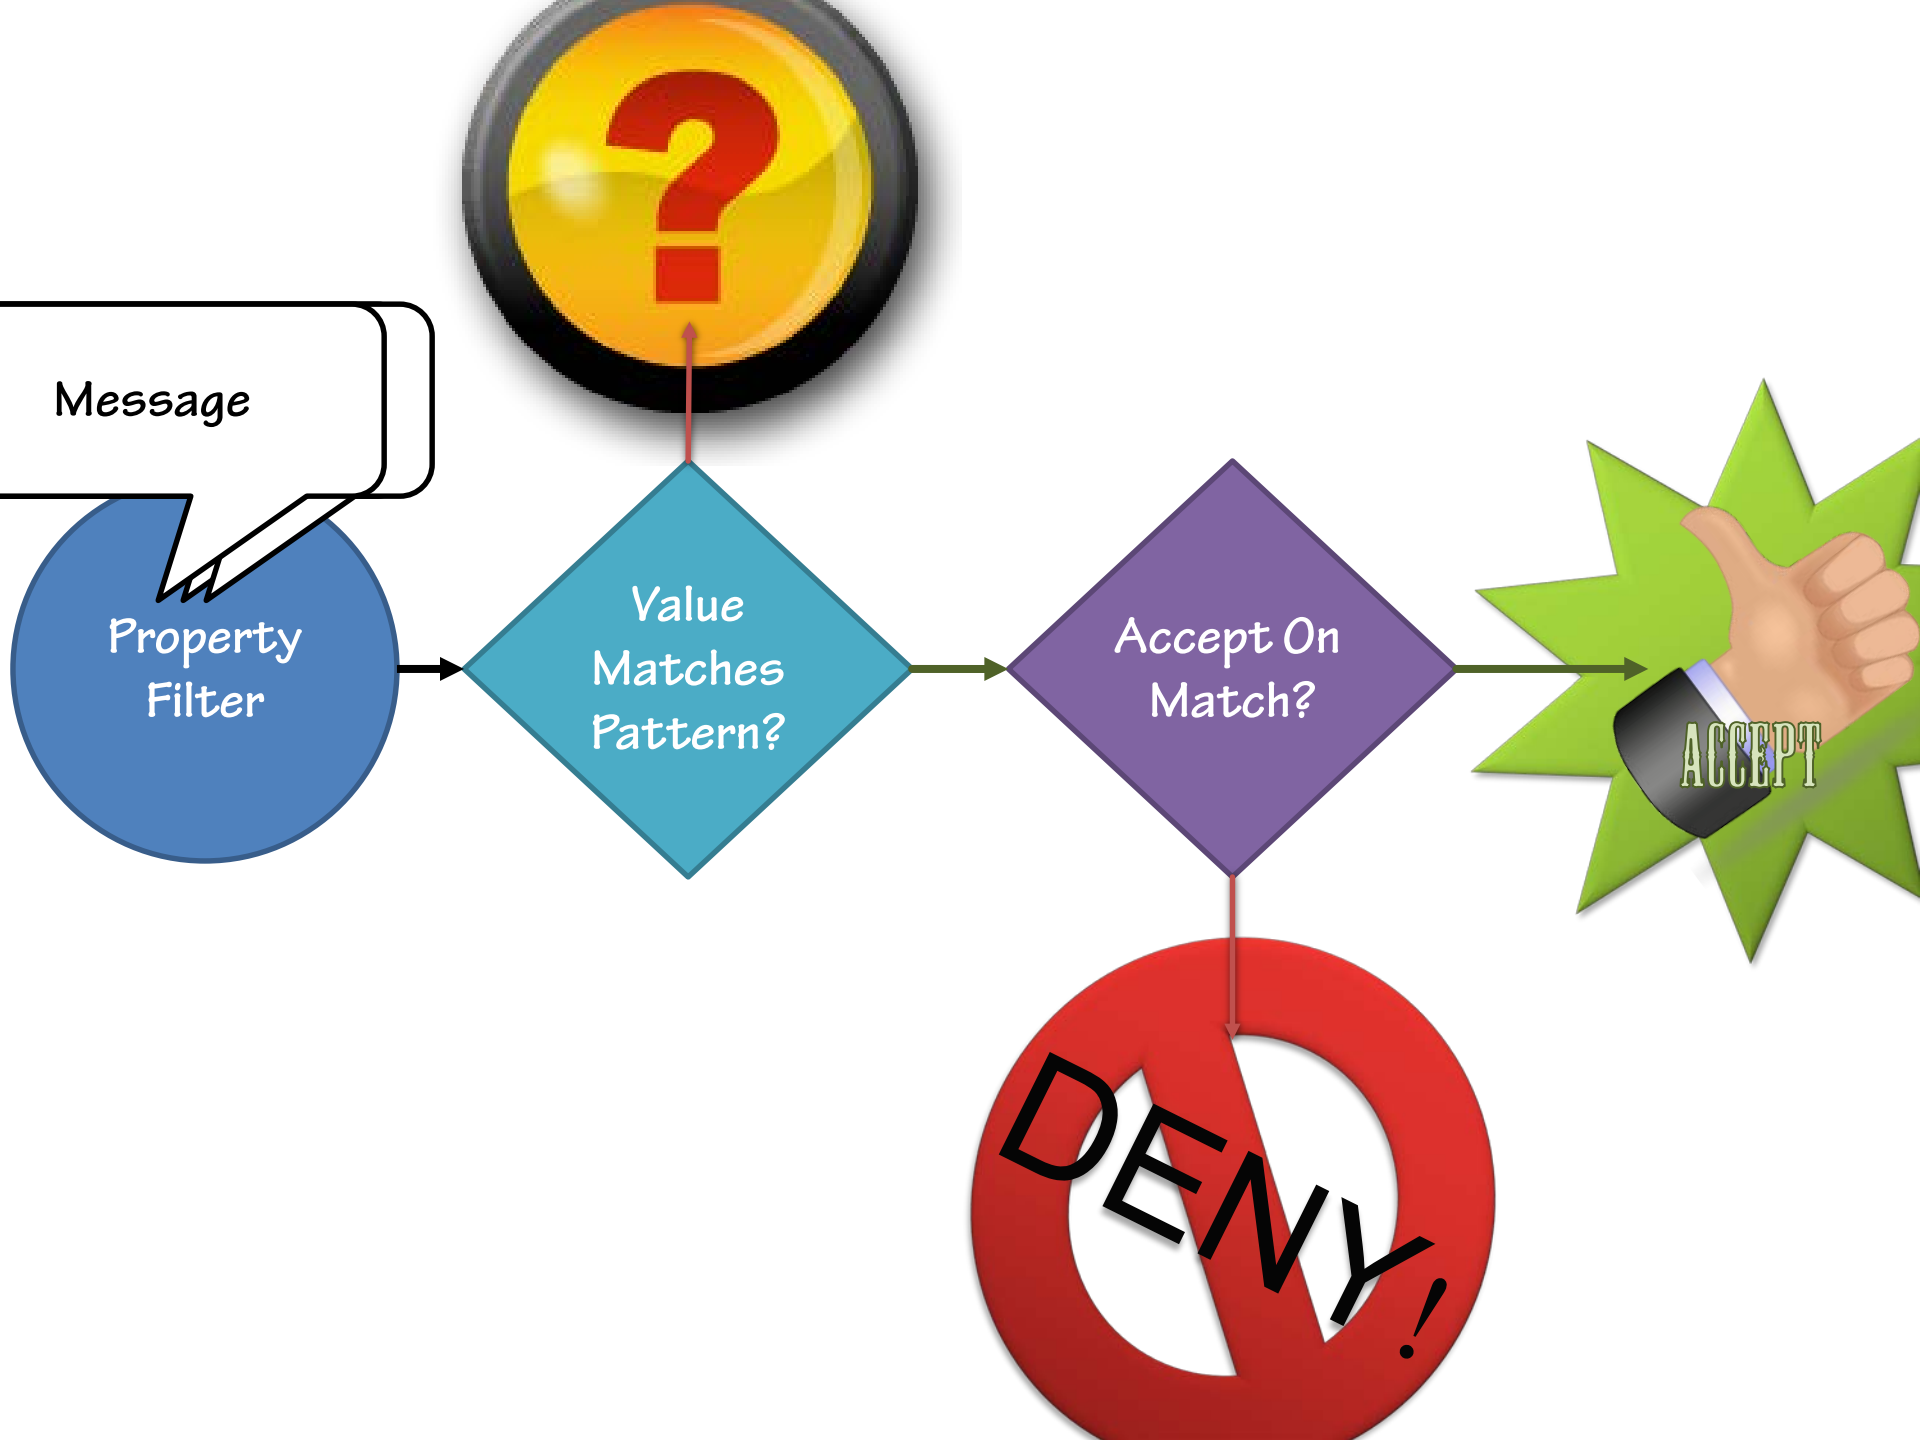 ?
Message
Property
Filter
Value
Matches
Pattern?
Accept On
Match?
ACCEPT
DENY!